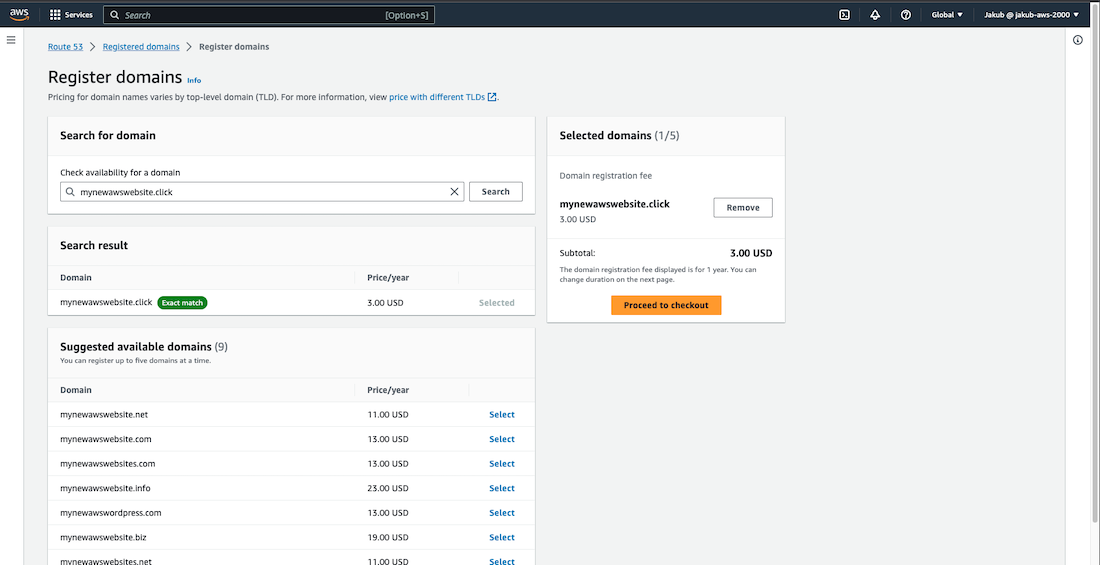 aws Services Search [Option+S] Global Jakub @ jakub-aws-2000
Route 53 Registered domains Register domains
Register domains Info
Pricing for domain names varies by top-level domain (TLD). For more information, view price with different TLDs.
Search for domain
Check availability for a domain
mynewawswebsite.click Search
Search result
Domain Price/year
mynewawswebsite.click Exact match 3.00 USD Selected
Suggested available domains (9)
You can register up to five domains at a time.
Domain Price/year
mynewawswebsite.net 11.00 USD Select
mynewawswebsite.com 13.00 USD Select
mynewawswebsites.com 13.00 USD Select
mynewawswebsite.info 23.00 USD Select
mynewawswordpress.com 13.00 USD Select
mynewawswebsite.biz 19.00 USD Select
mynewawswebsites.net 11.00 USD Select
Selected domains (1/5)
Domain registration fee
mynewawswebsite.click Remove
3.00 USD
Subtotal: 3.00 USD
The domain registration fee displayed is for 1 year. You can
change duration on the next page.
Proceed to checkout